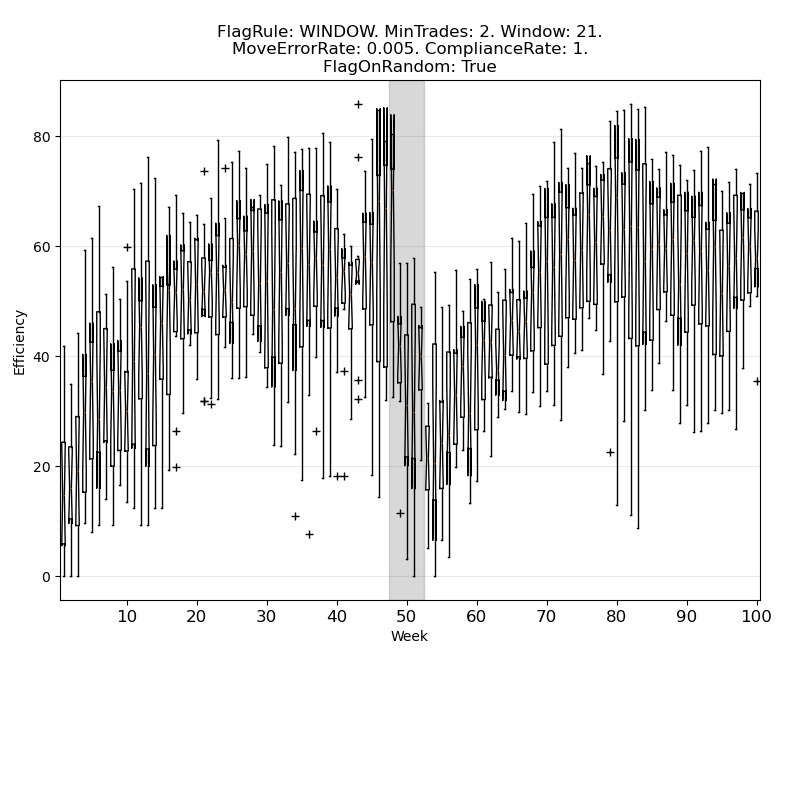 FlagRule: WINDOW. MinTrades: 2. Window: 21.
MoveErrorRate: 0.005. ComplianceRate: 1.
FlagOnRandom: True
Efficiency
80
60
40
20
0
10 20 30 40 50 60 70 80 90 100
Week